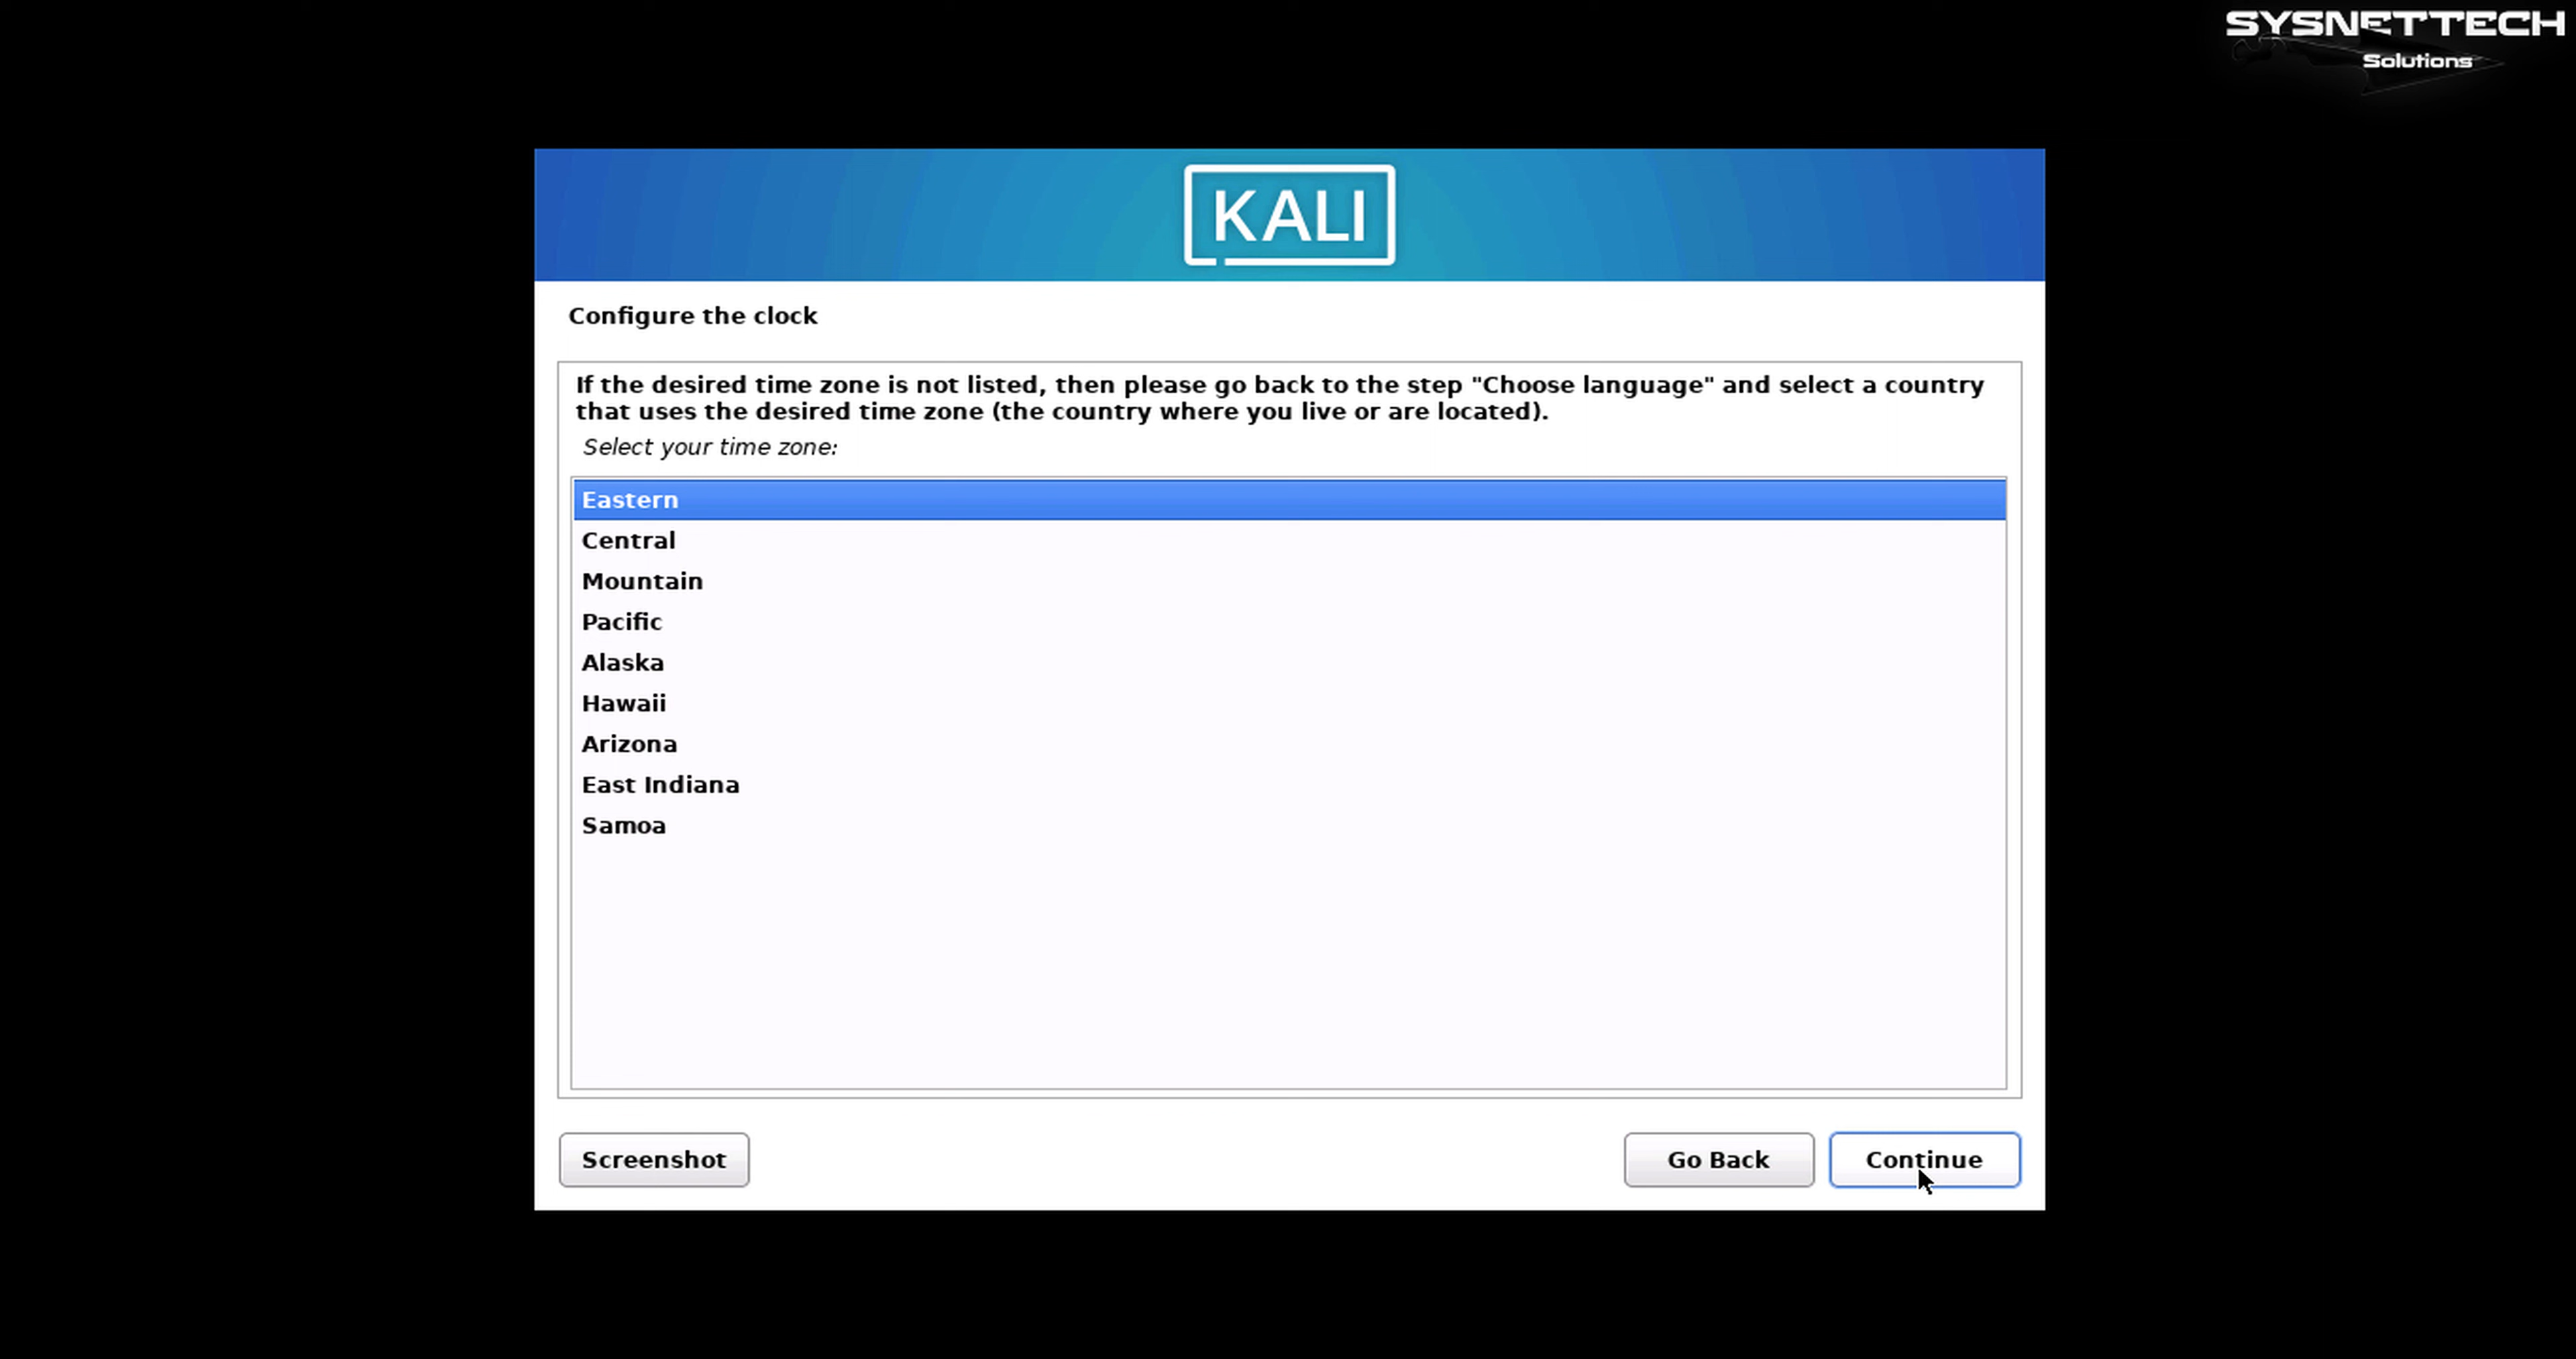 SYSNETTECH
Solutions
KALI
Configure the clock
If the desired time zone is not listed, then please go back to the step "Choose language" and select a country
that uses the desired time zone (the country where you live or are located).
Select your time zone:
Eastern
Central
Mountain
Pacific
Alaska
Hawaii
Arizona
East Indiana
Samoa
Screenshot
Go Back
Continue